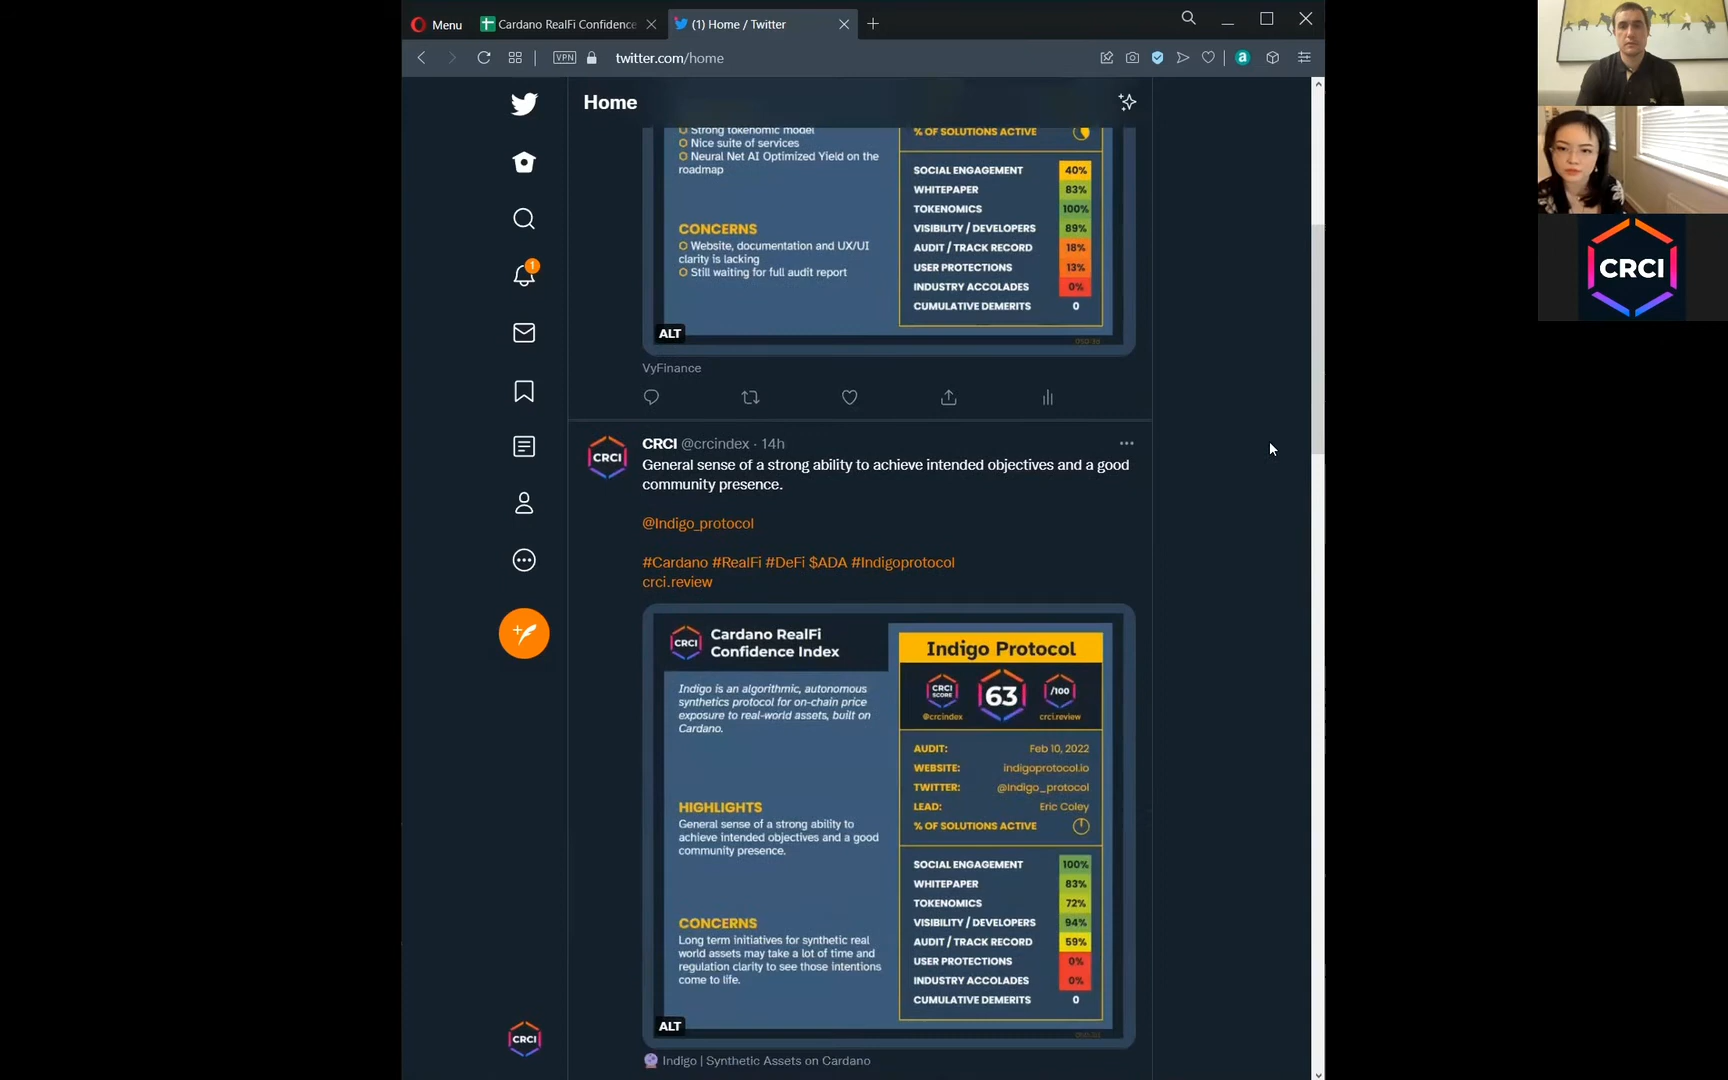 Menu
Cardano RealFi Confidence
(1) Home / Twitter
VPN
twitter.com/home
a
Home
Strong tokenomic model
Nice suite of services
Neural Net AI Optimized Yield on the
roadmap
CONCERNS
Website, documentation and UX/UI
clarity is lacking
Still waiting for full audit report
% OF SOLUTIONS ACTIVE
SOCIAL ENGAGEMENT 40%
WHITEPAPER 83%
TOKENOMICS 100%
VISIBILITY / DEVELOPERS 89%
AUDIT / TRACK RECORD 18%
USER PROTECTIONS 13%
INDUSTRY ACCOLADES 0%
CUMULATIVE DEMERITS 0
ALT
VyFinance
1
CRCI
CRCI @crcindex · 14h
General sense of a strong ability to achieve intended objectives and a good
community presence.
@Indigo_protocol
#Cardano #RealFi #DeFi $ADA #Indigoprotocol
crci.review
CRCI
Cardano RealFi
Confidence Index
Indigo is an algorithmic, autonomous
synthetics protocol for on-chain price
exposure to real-world assets, built on
Cardano.
HIGHLIGHTS
General sense of a strong ability to
achieve intended objectives and a good
community presence.
CONCERNS
Long term initiatives for synthetic real
world assets may take a lot of time and
regulation clarity to see those intentions
come to life.
Indigo Protocol
CRCI SCORE
63
/100
@crcindex
crci.review
AUDIT: Feb 10, 2022
WEBSITE: indigoprotocol.io
TWITTER: @Indigo_protocol
LEAD: Eric Coley
% OF SOLUTIONS ACTIVE
SOCIAL ENGAGEMENT 100%
WHITEPAPER 83%
TOKENOMICS 72%
VISIBILITY / DEVELOPERS 94%
AUDIT / TRACK RECORD 59%
USER PROTECTIONS 0%
INDUSTRY ACCOLADES 0%
CUMULATIVE DEMERITS 0
ALT
Indigo | Synthetic Assets on Cardano
CRCI
CRCI